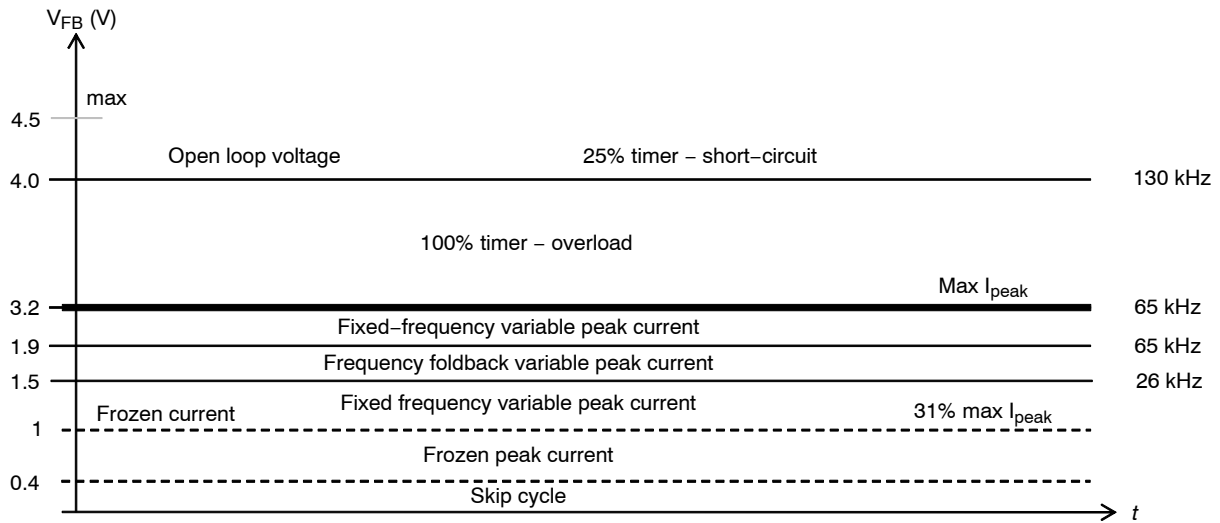 V_FB (V)
max
4.5
Open loop voltage 25% timer – short–circuit
4.0 130 kHz
100% timer – overload
Max I_peak
3.2 65 kHz
Fixed–frequency variable peak current
1.9 65 kHz
Frequency foldback variable peak current
1.5 26 kHz
Fixed frequency variable peak current
Frozen current 31% max I_peak
1
Frozen peak current
0.4
Skip cycle
t